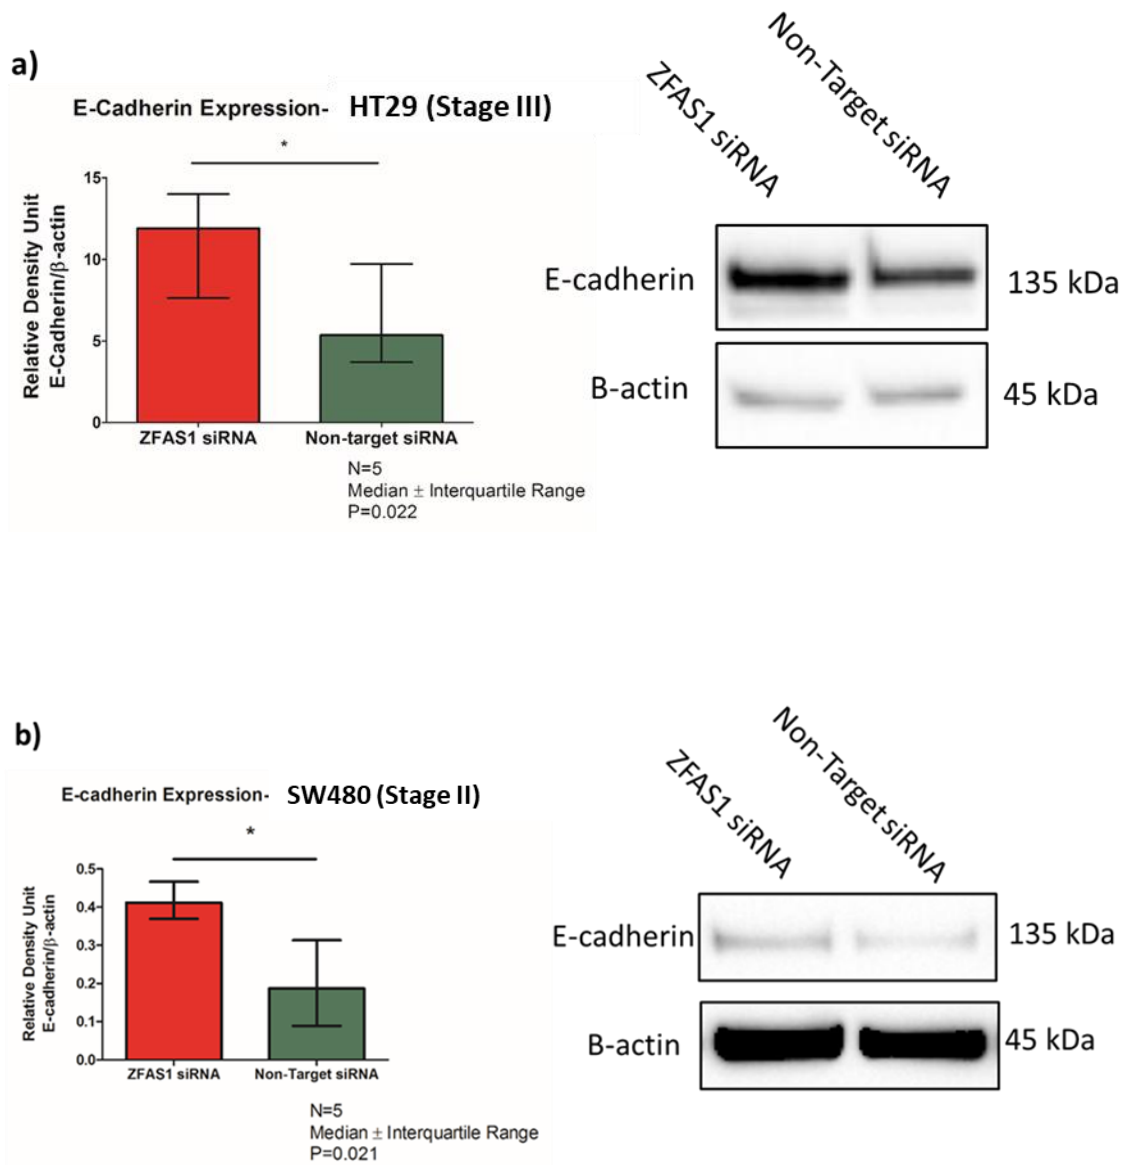 a)
E-Cadherin Expression- HT29 (Stage III)
*
Relative Density Unit
E-Cadherin/β-actin
15
10
5
0
ZFAS1 siRNA
Non-target siRNA
N=5
Median ± Interquartile Range
P=0.022
ZFAS1 siRNA
Non-Target siRNA
E-cadherin
135 kDa
B-actin
45 kDa
b)
E-cadherin Expression- SW480 (Stage II)
*
Relative Density Unit
E-cadherin/β-actin
0.5
0.4
0.3
0.2
0.1
0.0
ZFAS1 siRNA
Non-Target siRNA
N=5
Median ± Interquartile Range
P=0.021
ZFAS1 siRNA
Non-Target siRNA
E-cadherin
135 kDa
B-actin
45 kDa